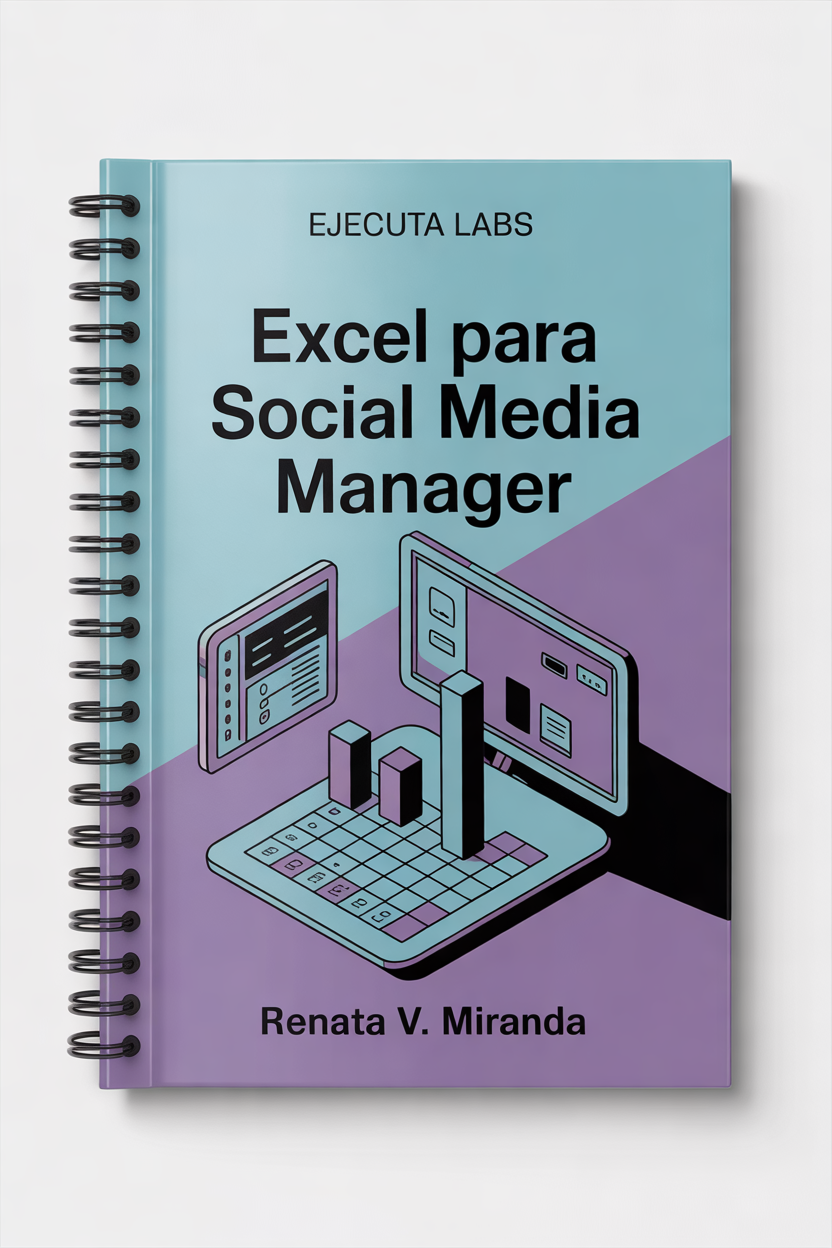 EJECUTA LABS
Excel para
Social Media
Manager
Renata V. Miranda